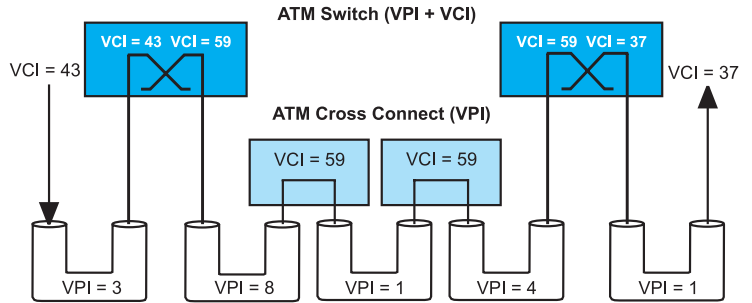 ATM Switch (VPI + VCI)
VCI = 43 VCI = 59
VCI = 59 VCI = 37
VCI = 43
VCI = 37
ATM Cross Connect (VPI)
VCI = 59
VCI = 59
VPI = 3
VPI = 8
VPI = 1
VPI = 4
VPI = 1